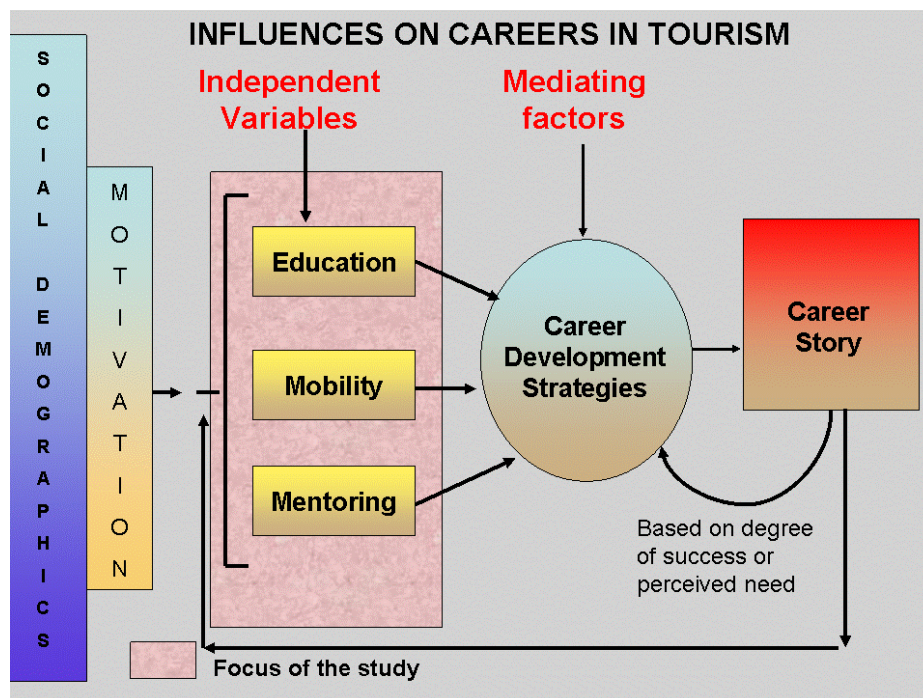 INFLUENCES ON CAREERS IN TOURISM
SOCIAL DEMOGRAPHICS
MOTIVATION
Independent
Variables
Mediating
factors
Education
Mobility
Mentoring
Career
Development
Strategies
Career
Story
Based on degree
of success or
perceived need
Focus of the study